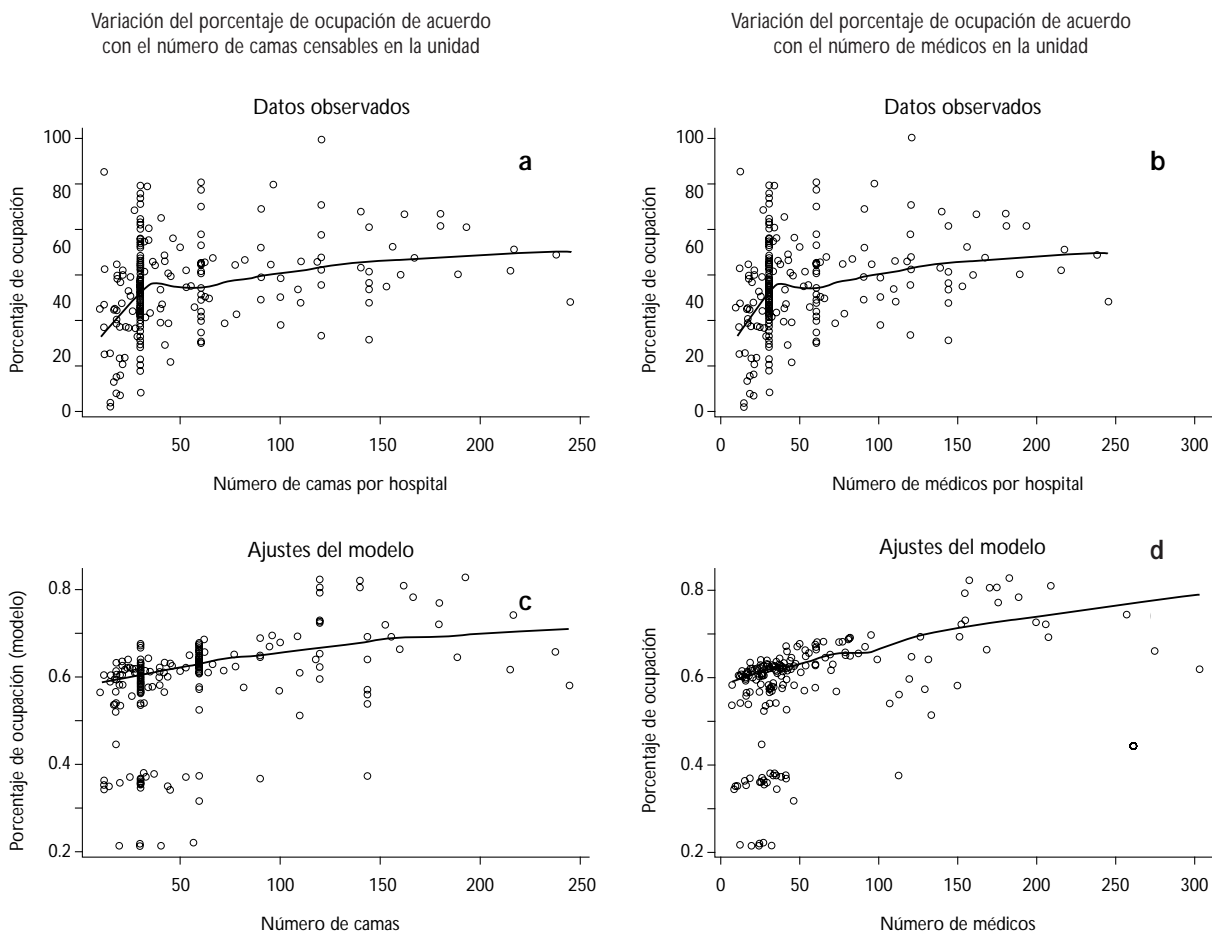 Variación del porcentaje de ocupación de acuerdo
con el número de camas censables en la unidad
Variación del porcentaje de ocupación de acuerdo
con el número de médicos en la unidad
Datos observados
a
Porcentaje de ocupación
100
80
60
40
20
0
50
100
150
200
250
Número de camas por hospital
Datos observados
b
Porcentaje de ocupación
100
80
60
40
20
0
0
50
100
150
200
250
300
Número de médicos por hospital
Ajustes del modelo
c
Porcentaje de ocupación (modelo)
0.8
0.6
0.4
0.2
50
100
150
200
250
Número de camas
Ajustes del modelo
d
Porcentaje de ocupación
0.8
0.6
0.4
0.2
0
50
100
150
200
250
300
Número de médicos